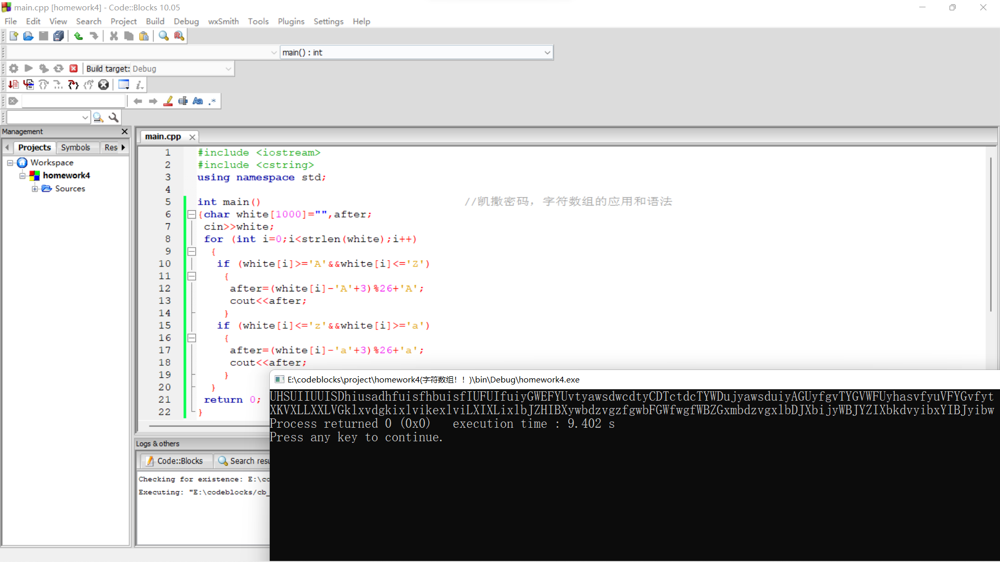 main.cpp [homework4] - Code::Blocks 10.05
File Edit View Search Project Build Debug wxSmith Tools Plugins Settings Help
main() : int
Build target: Debug
Management
Projects Symbols Res
Workspace
homework4
Sources
main.cpp
1 #include <iostream>
2 #include <cstring>
3 using namespace std;
4
5 int main() //凯撒密码，字符数组的应用和语法
6 {char white[1000]="",after;
7 cin>>white;
8 for (int i=0;i<strlen(white);i++)
9 {
10 if (white[i]>='A'&&white[i]<='Z')
11 {
12 after=(white[i]-'A'+3)%26+'A';
13 cout<<after;
14 }
15 if (white[i]<='z'&&white[i]>='a')
16 {
17 after=(white[i]-'a'+3)%26+'a';
18 cout<<after;
19 }
20 }
21 return 0;
22 }
E:\codeblocks\project\homework4(字符数组！！)\bin\Debug\homework4.exe
UHSUIIUUISDhiusadhfuisfhbuisfIUFUIfuiyGWEFYUvtyawsdwcdtyCDTctdcTYWDujyawsduiyAGUyfgvTYGVWFUyhasvfyuVFYGvfyt
XKVXLLXXLVGklxvdgkixlvikexlviLXIXLixlbJZHIBXywbdzvgzfgwbFGWfwgfWBZGxmbdzvgxlbDJXbijyWBJYZIXbkdvyibxYIBJyibw
Process returned 0 (0x0) execution time : 9.402 s
Press any key to continue.
Logs & others
Code::Blocks Search resu
Checking for existence: E:\co
Executing: "E:\codeblocks/cb_